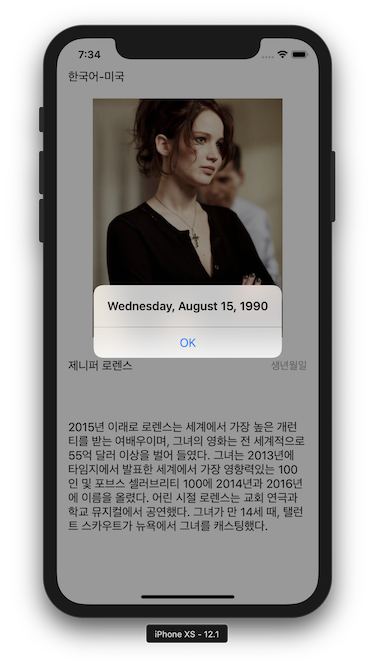 7:34
한국어-미국
Wednesday, August 15, 1990
OK
제니퍼 로렌스 생년월일
2015년 이래로 로렌스는 세계에서 가장 높은 개런
티를 받는 여배우이며, 그녀의 영화는 전 세계적으로
55억 달러 이상을 벌어 들였다. 그녀는 2013년에
타임지에서 발표한 세계에서 가장 영향력있는 100
인 및 포브스 셀러브리티 100에 2014년과 2016년
에 이름을 올렸다. 어린 시절 로렌스는 교회 연극과
학교 뮤지컬에서 공연했다. 그녀가 만 14세 때, 탤런
트 스카우트가 뉴욕에서 그녀를 캐스팅했다.
iPhone XS - 12.1